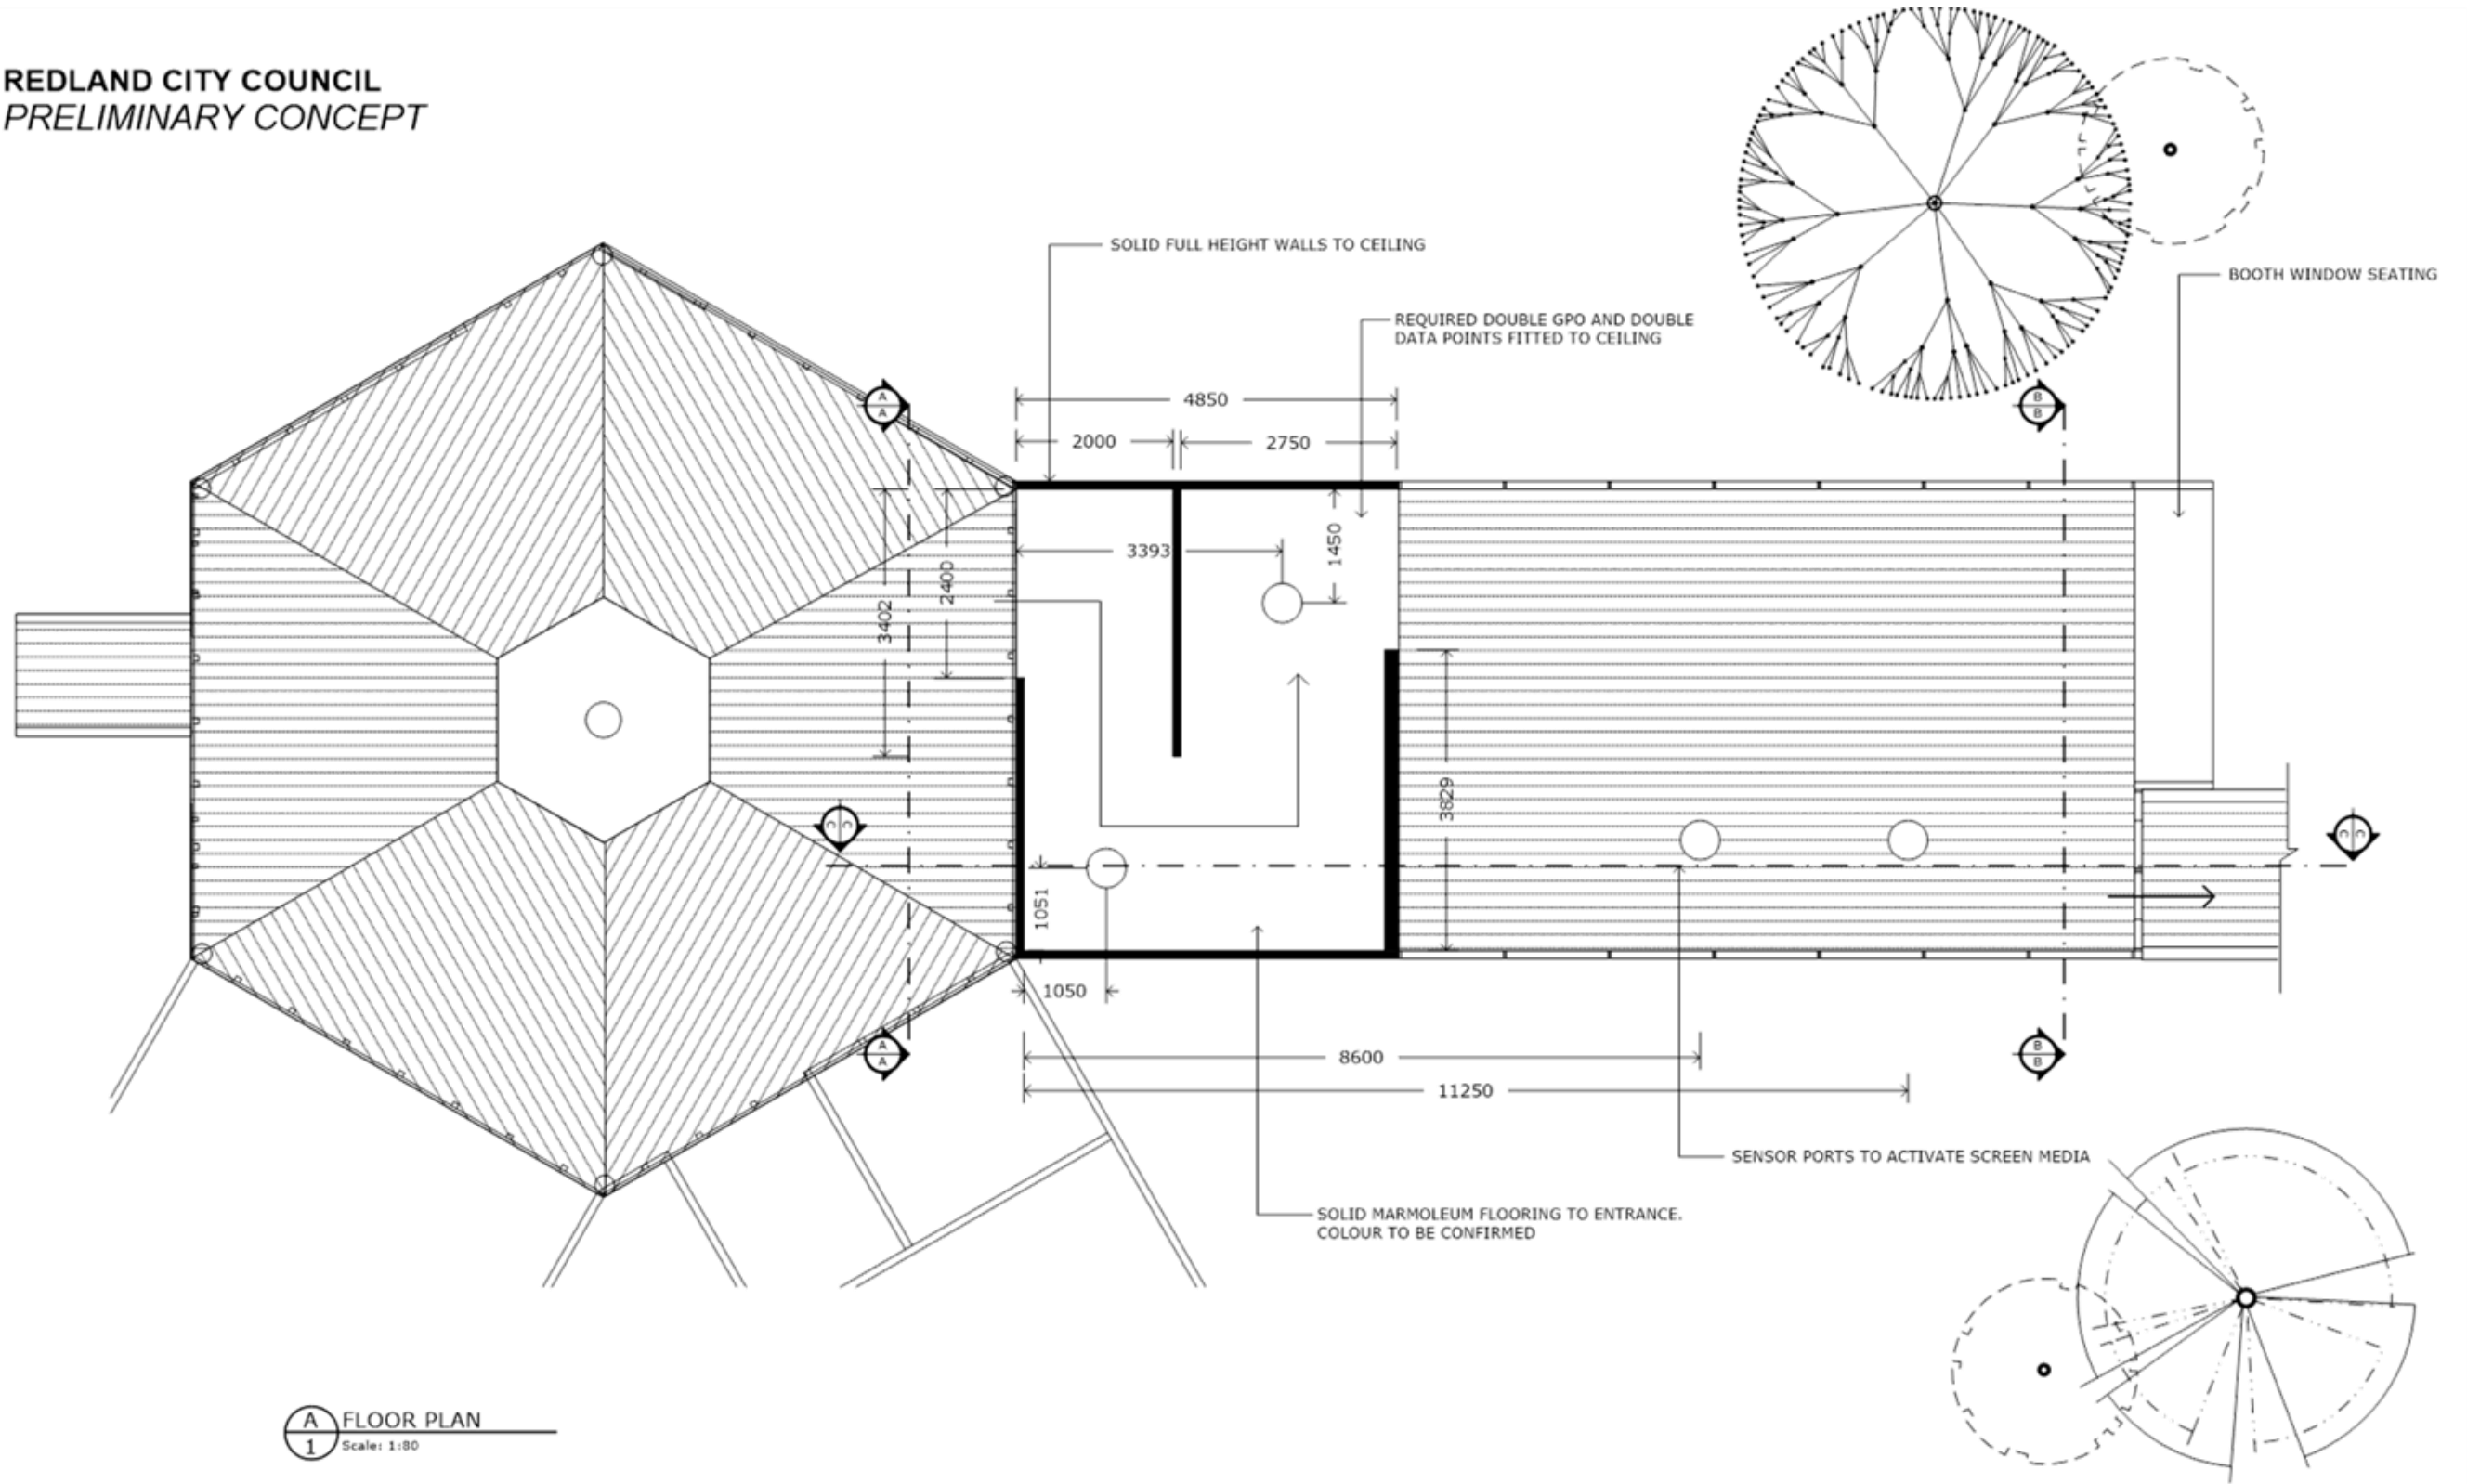 REDLAND CITY COUNCIL
PRELIMINARY CONCEPT
SOLID FULL HEIGHT WALLS TO CEILING
BOOTH WINDOW SEATING
REQUIRED DOUBLE GPO AND DOUBLE
DATA POINTS FITTED TO CEILING
A
A
4850
B
B
2000
2750
3393
1450
2400
3402
3829
C C
C C
1051
1050
A
A
8600
B
B
11250
SENSOR PORTS TO ACTIVATE SCREEN MEDIA
SOLID MARMOLEUM FLOORING TO ENTRANCE.
COLOUR TO BE CONFIRMED
A
1
FLOOR PLAN
Scale: 1:80